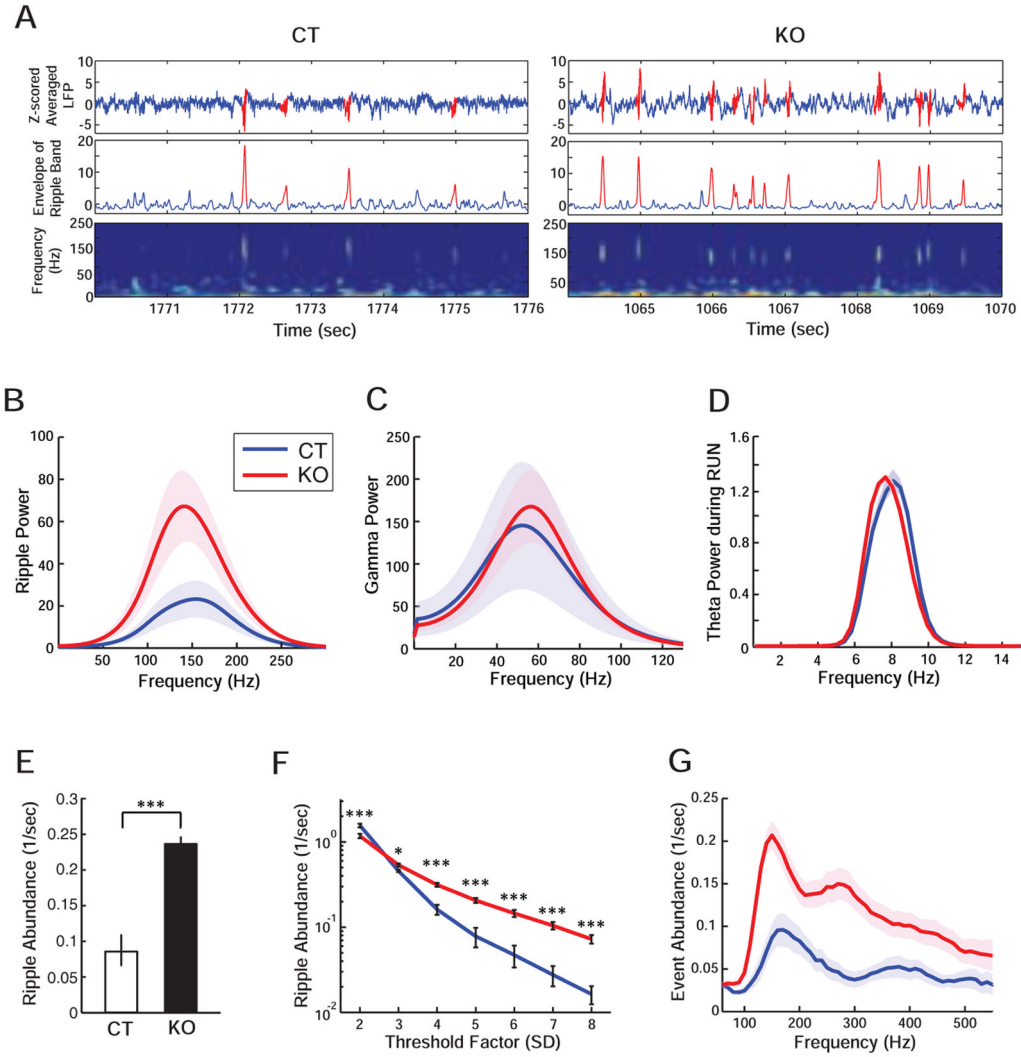 A
CT
KO
Z-scored
Averaged
LFP
10
5
0
-5
10
5
0
-5
Envelope of
Ripple Band
20
10
0
20
10
0
Frequency
(Hz)
250
150
50
0
250
150
50
0
1771 1772 1773 1774 1775 1776
1065 1066 1067 1068 1069 1070
Time (sec)
Time (sec)
B
Ripple Power
100
80
60
40
20
0
50 100 150 200 250
Frequency (Hz)
CT
KO
C
Gamma Power
250
200
150
100
50
0
20 40 60 80 100 120
Frequency (Hz)
D
Theta Power during RUN
1.6
1.2
0.8
0.4
0
2 4 6 8 10 12 14
Frequency (Hz)
E
Ripple Abundance (1/sec)
0.3
0.25
0.2
0.15
0.1
0.05
0
***
CT KO
F
Ripple Abundance (1/sec)
100
10-1
10-2
*** * *** *** *** *** ***
2 3 4 5 6 7 8
Threshold Factor (SD)
G
Event Abundance (1/sec)
0.25
0.2
0.15
0.1
0.05
0
100 200 300 400 500
Frequency (Hz)